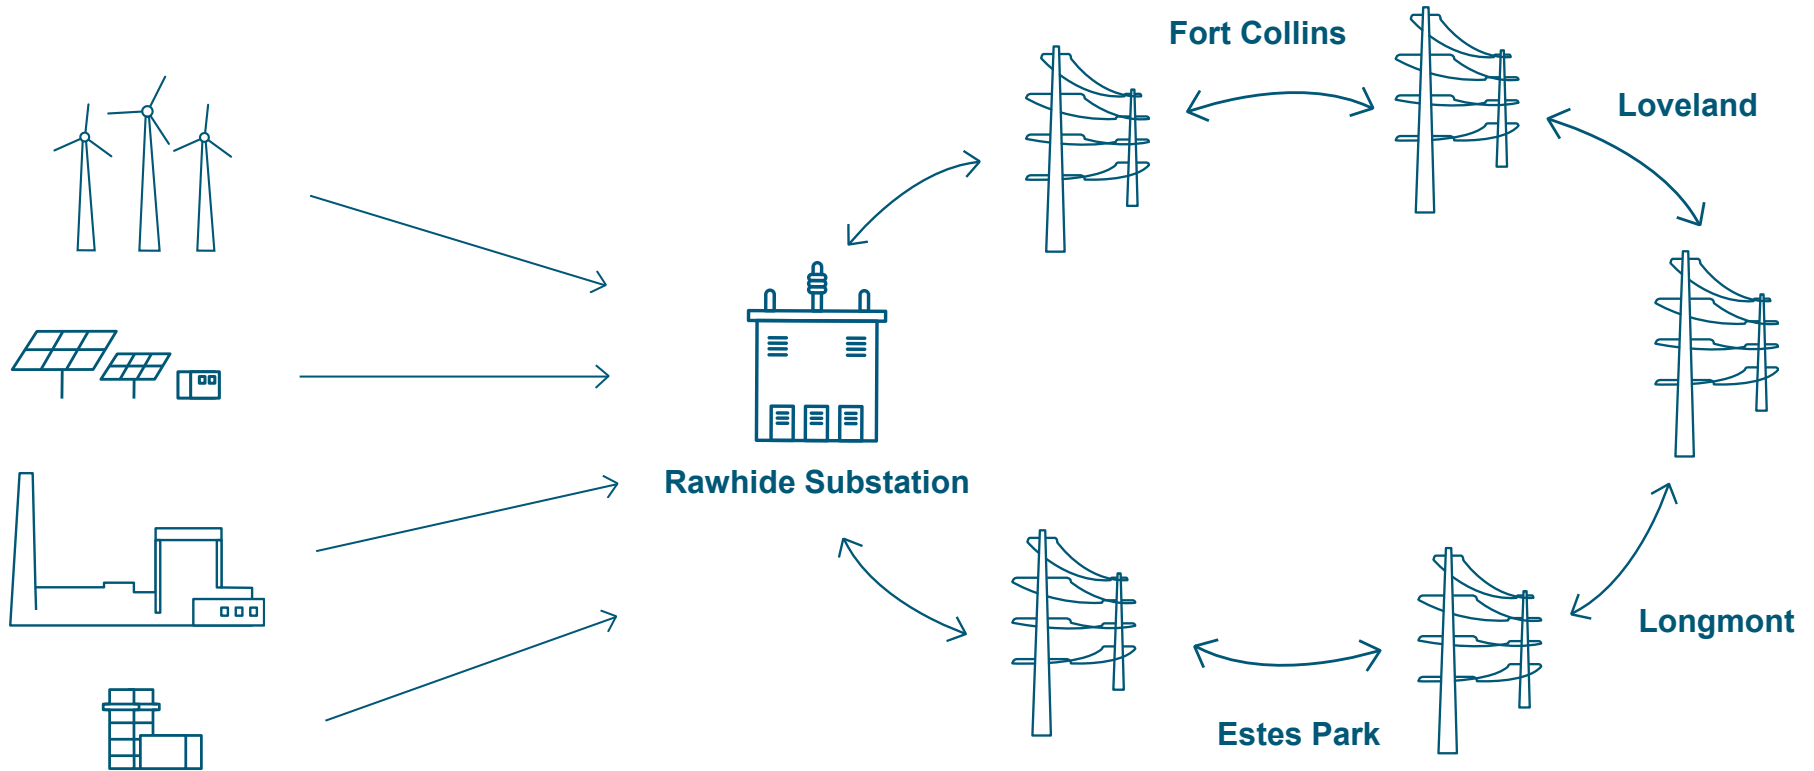 Fort Collins
Loveland
Rawhide Substation
Longmont
Estes Park